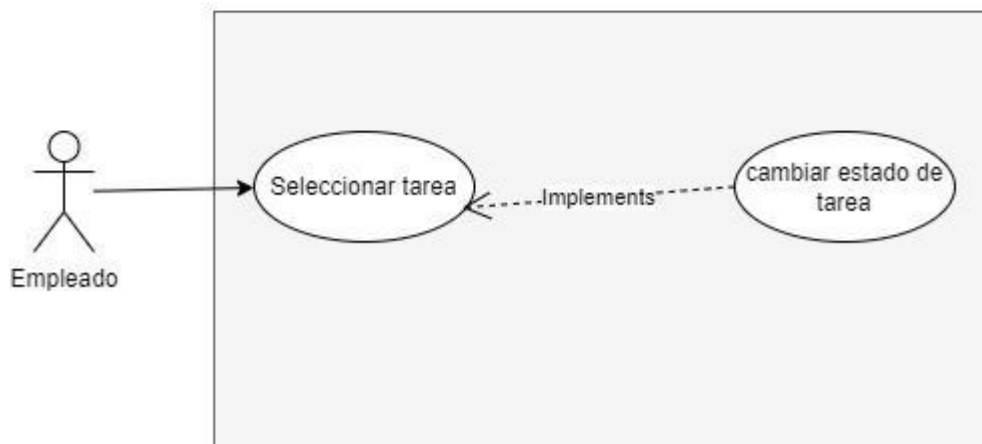 Empleado
Seleccionar tarea
Implements
cambiar estado de
tarea